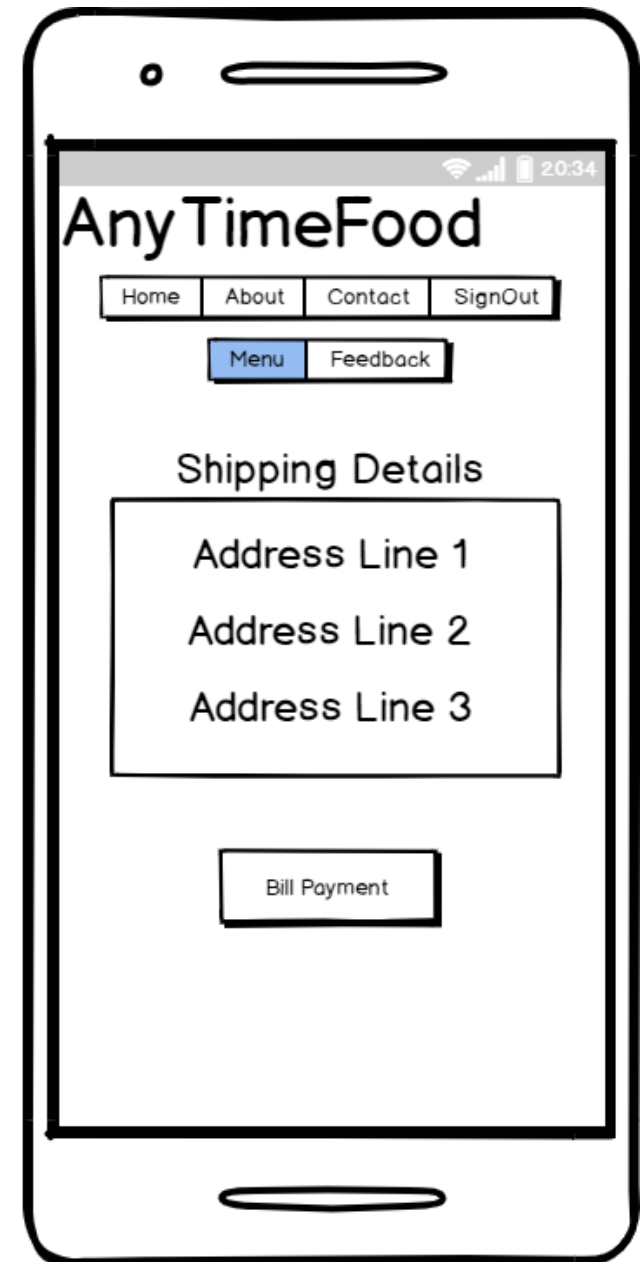 20:34
AnyTimeFood
Home About Contact SignOut
Menu Feedback
Shipping Details
Address Line 1
Address Line 2
Address Line 3
Bill Payment